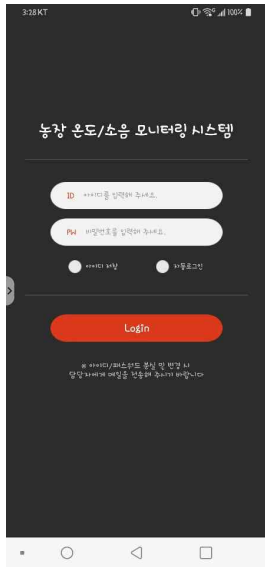 3:28 KT 100%
농장 온도/소음 모니터링 시스템
ID 아이디를 입력해 주세요.
PW 비밀번호를 입력해 주세요.
아이디 저장 자동로그인
Login
※ 아이디/패스워드 분실 및 변경 시
담당자에게 메일을 전송해 주시기 바랍니다